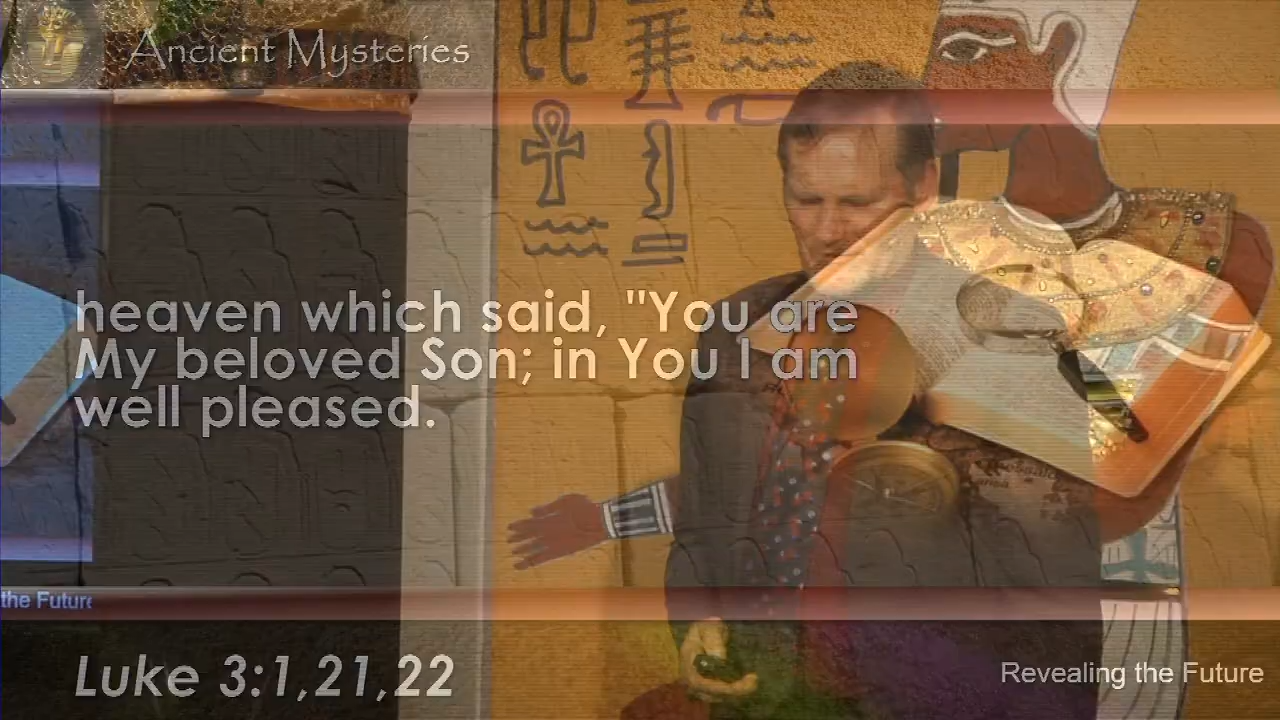 Ancient Mysteries
heaven which said, "You are
My beloved Son; in You I am
well pleased.
the Future
Luke 3:1,21,22
Revealing the Future